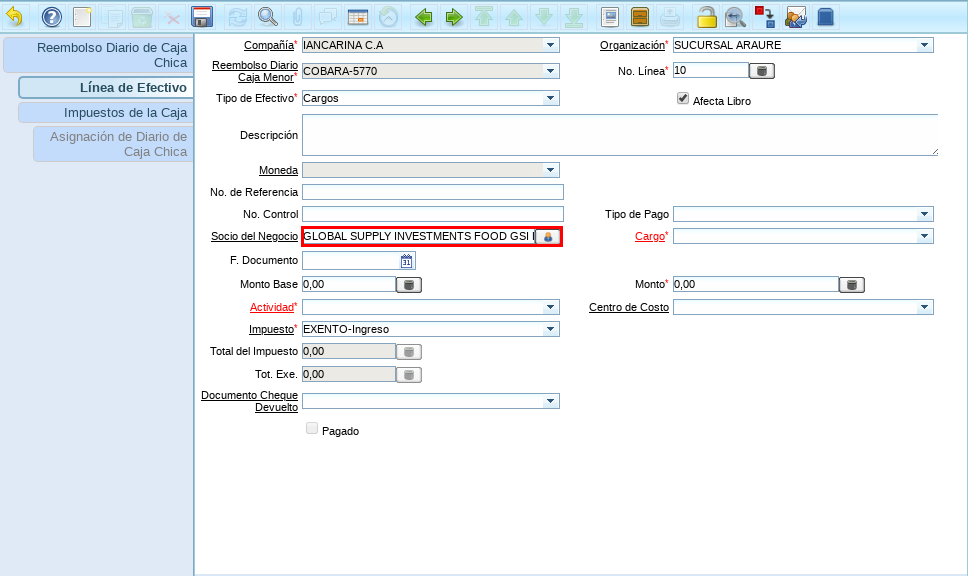 Reembolso Diario de Caja
Chica
Línea de Efectivo
Impuestos de la Caja
Asignación de Diario de
Caja Chica
Compañía* IANCARINA C.A Organización* SUCURSAL ARAURE
Reembolso Diario
Caja Menor* COBARA-5770 No. Línea* 10
Tipo de Efectivo* Cargos Afecta Libro
Descripción
Moneda
No. de Referencia
No. Control Tipo de Pago
Socio del Negocio GLOBAL SUPPLY INVESTMENTS FOOD GSI Cargo*
F. Documento 31
Monto Base 0,00 Monto* 0,00
Actividad* Centro de Costo
Impuesto* EXENTO-Ingreso
Total del Impuesto 0,00
Tot. Exe. 0,00
Documento Cheque
Devuelto
Pagado